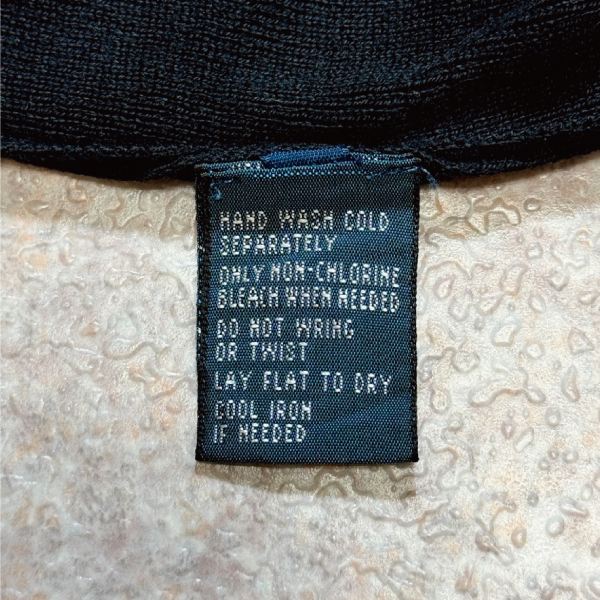 HAND WASH COLD
SEPARATELY
ONLY NON-CHLORINE
BLEACH WHEN NEEDED
DO NOT WRING
OR TWIST
LAY FLAT TO DRY
COOL IRON
IF NEEDED